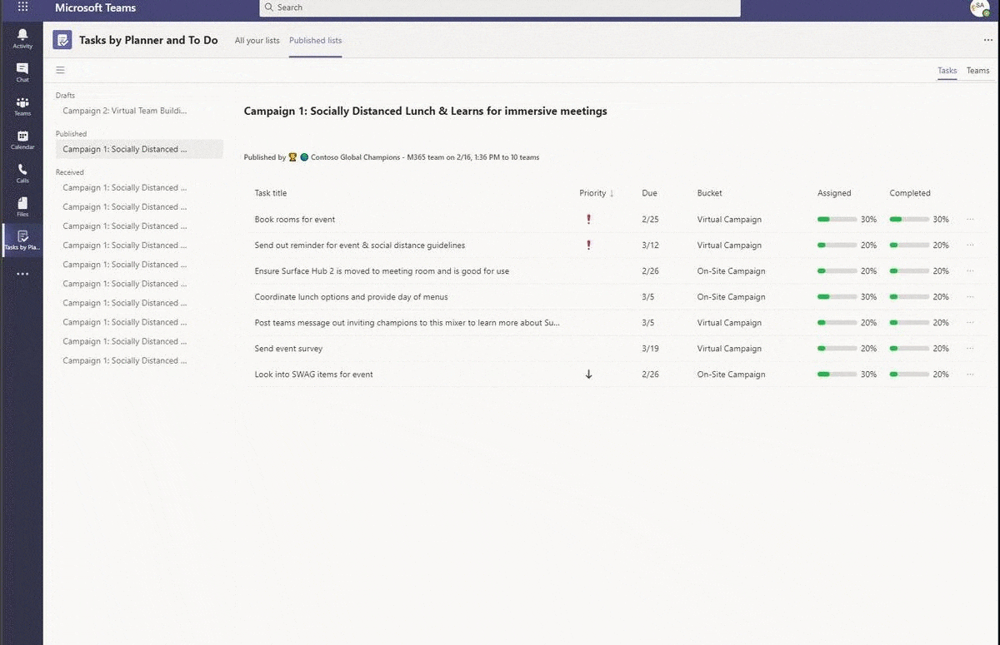 Microsoft Teams
Search
SA
Activity
Chat
Teams
Calendar
Calls
Files
Tasks by Pla...
Tasks by Planner and To Do
All your lists
Published lists
Tasks
Teams
Drafts
Campaign 2: Virtual Team Buildi...
Published
Campaign 1: Socially Distanced ...
Received
Campaign 1: Socially Distanced ...
Campaign 1: Socially Distanced ...
Campaign 1: Socially Distanced ...
Campaign 1: Socially Distanced ...
Campaign 1: Socially Distanced ...
Campaign 1: Socially Distanced ...
Campaign 1: Socially Distanced ...
Campaign 1: Socially Distanced ...
Campaign 1: Socially Distanced ...
Campaign 1: Socially Distanced ...
Campaign 1: Socially Distanced Lunch & Learns for immersive meetings
Published by 🏆 🌐 Contoso Global Champions - M365 team on 2/16, 1:36 PM to 10 teams
Task title Priority ↓ Due Bucket Assigned Completed
Book rooms for event 2/25 Virtual Campaign 30% 30%
Send out reminder for event & social distance guidelines 3/12 Virtual Campaign 20% 20%
Ensure Surface Hub 2 is moved to meeting room and is good for use 2/26 On-Site Campaign 20% 20%
Coordinate lunch options and provide day of menus 3/5 On-Site Campaign 30% 20%
Post teams message out inviting champions to this mixer to learn more about Su... 3/5 Virtual Campaign 20% 20%
Send event survey 3/19 Virtual Campaign 20% 20%
Look into SWAG items for event 2/26 On-Site Campaign 30% 20%